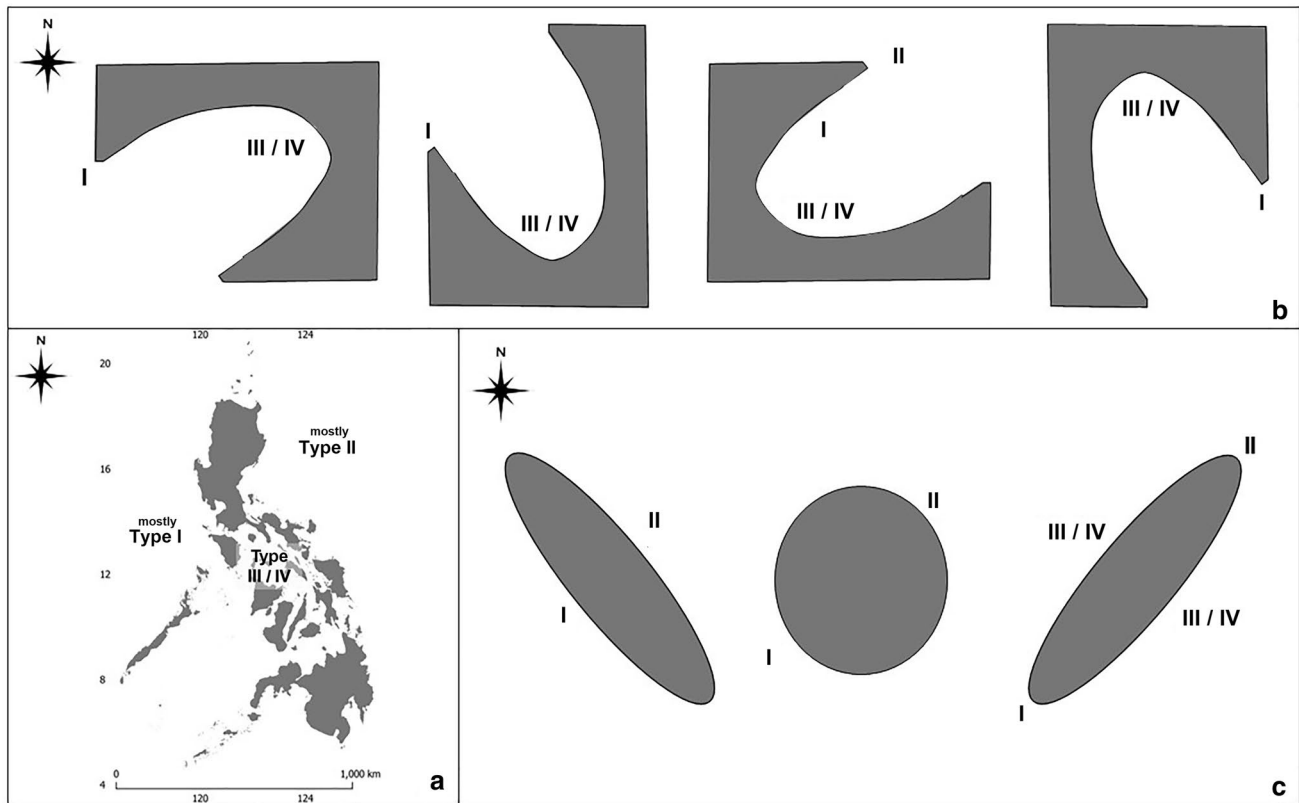 N
I
III / IV
I
III / IV
II
I
III / IV
III / IV
I
b
N
120
124
20
16
12
8
4
mostly
Type II
mostly
Type I
Type
III / IV
0
1,000 km
120
124
a
N
II
I
II
I
II
III / IV
III / IV
I
c